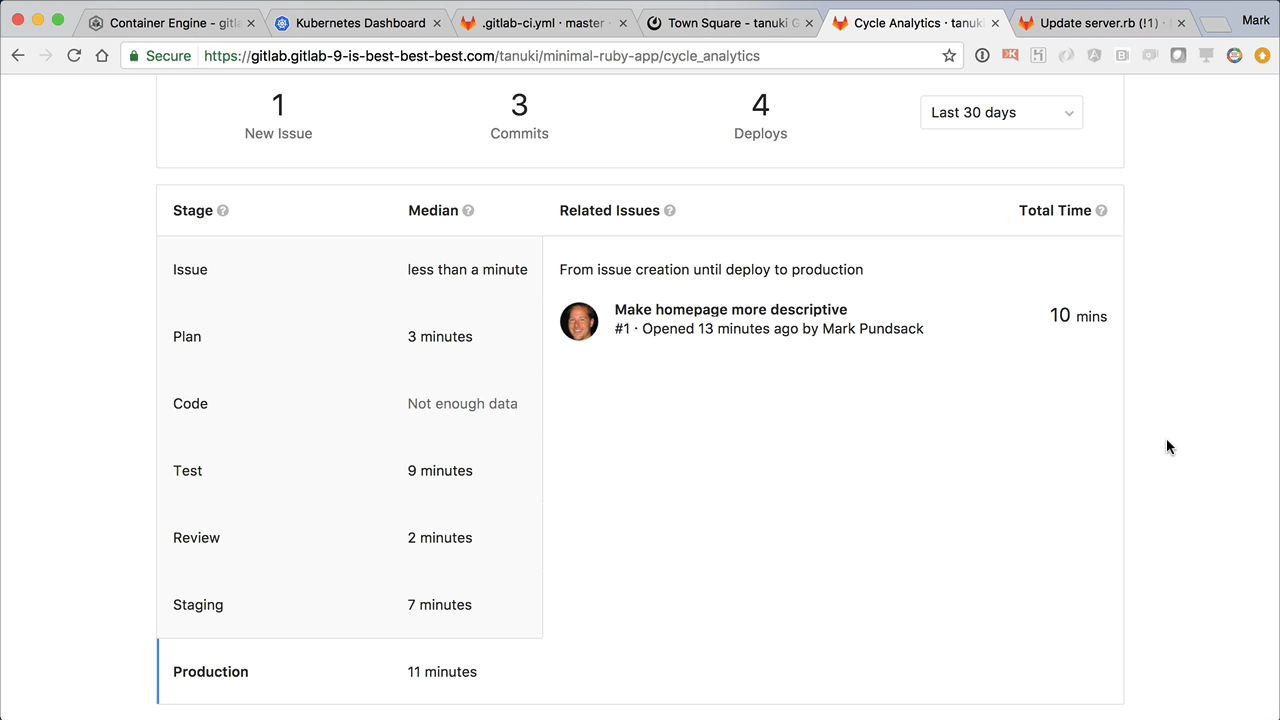 Container Engine - gitla
Kubernetes Dashboard
.gitlab-ci.yml · master ·
Town Square - tanuki G
Cycle Analytics · tanuki
Update server.rb (!1) ·
Mark
Secure
https://gitlab.gitlab-9-is-best-best-best.com/tanuki/minimal-ruby-app/cycle_analytics
1
New Issue
3
Commits
4
Deploys
Last 30 days
Stage
Median
Related Issues
Total Time
Issue
less than a minute
From issue creation until deploy to production
Make homepage more descriptive
#1 · Opened 13 minutes ago by Mark Pundsack
10 mins
Plan
3 minutes
Code
Not enough data
Test
9 minutes
Review
2 minutes
Staging
7 minutes
Production
11 minutes